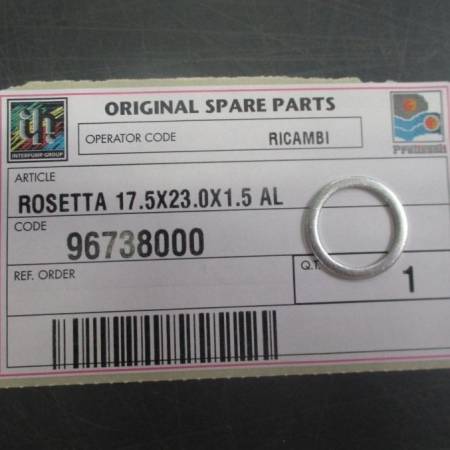 ORIGINAL SPARE PARTS
INTERPUMP GROUP
OPERATOR CODE RICAMBI
Pratissoli
ARTICLE
ROSETTA 17.5X23.0X1.5 AL
CODE
96738000
REF. ORDER
Q.T.
1